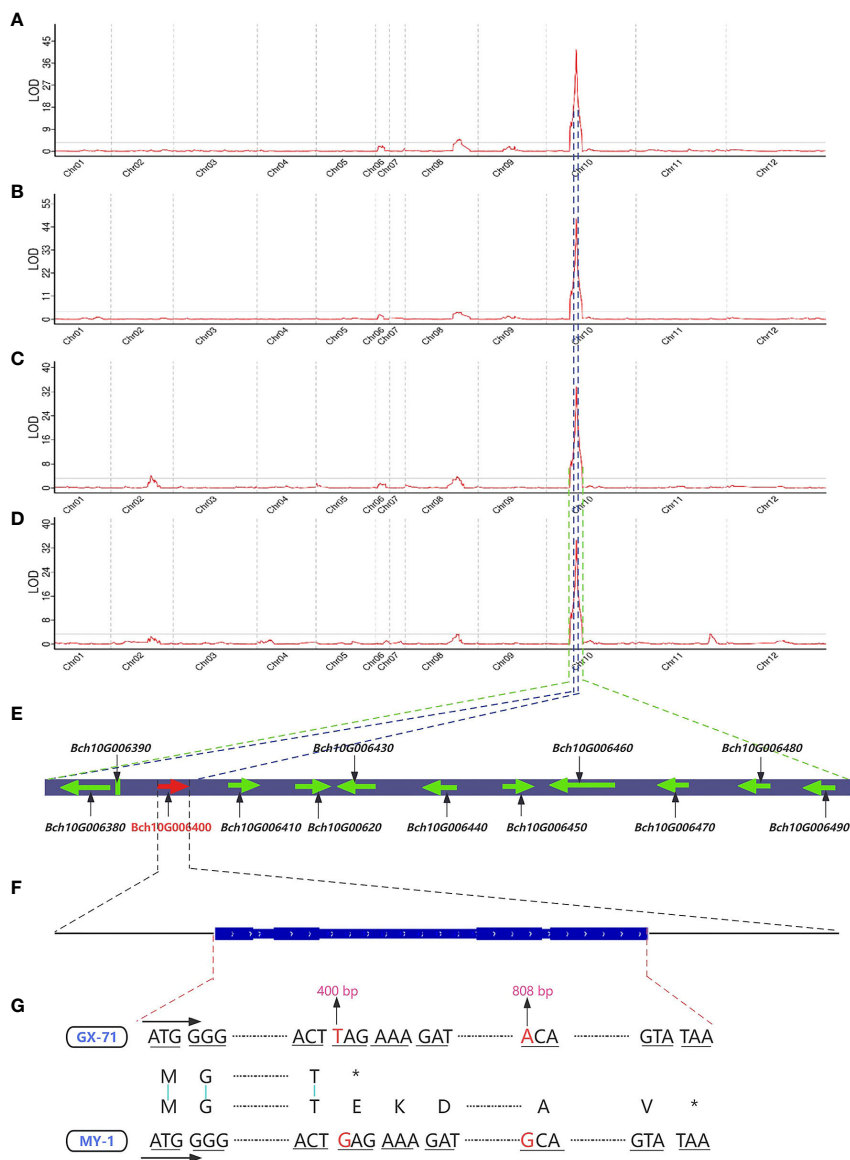 A
LOD
45
36
27
18
9
0
Chr01
Chr02
Chr03
Chr04
Chr05
Chr06
Chr07
Chr08
Chr09
Chr10
Chr11
Chr12
B
LOD
55
44
33
22
11
0
Chr01
Chr02
Chr03
Chr04
Chr05
Chr06
Chr07
Chr08
Chr09
Chr10
Chr11
Chr12
C
LOD
40
32
24
16
8
0
Chr01
Chr02
Chr03
Chr04
Chr05
Chr06
Chr07
Chr08
Chr09
Chr10
Chr11
Chr12
D
LOD
40
32
24
16
8
0
Chr01
Chr02
Chr03
Chr04
Chr05
Chr06
Chr07
Chr08
Chr09
Chr10
Chr11
Chr12
E
Bch10G006390 Bch10G006430 Bch10G006460 Bch10G006480
Bch10G006380 Bch10G006400 Bch10G006410 Bch10G00620 Bch10G006440 Bch10G006450 Bch10G006470 Bch10G006490
F
G
400 bp 808 bp
GX-71 ATG GGG ACT TAG AAA GAT ACA GTA TAA
M G T *
M G T E K D A V *
MY-1 ATG GGG ACT GAG AAA GAT GCA GTA TAA